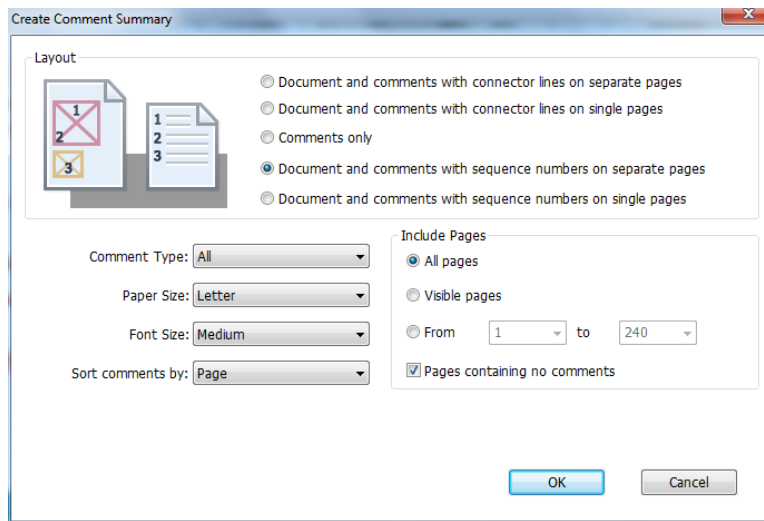 Create Comment Summary
Layout
1
2
3
1
2
3
Document and comments with connector lines on separate pages
Document and comments with connector lines on single pages
Comments only
Document and comments with sequence numbers on separate pages
Document and comments with sequence numbers on single pages
Comment Type: All
Paper Size: Letter
Font Size: Medium
Sort comments by: Page
Include Pages
All pages
Visible pages
From 1 to 240
Pages containing no comments
OK Cancel